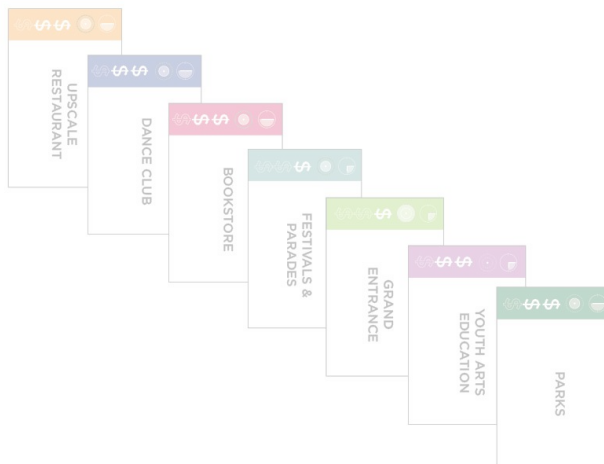 UPSCALE
RESTAURANT
DANCE CLUB
BOOKSTORE
FESTIVALS &
PARADES
GRAND
ENTRANCE
YOUTH ARTS
EDUCATION
PARKS